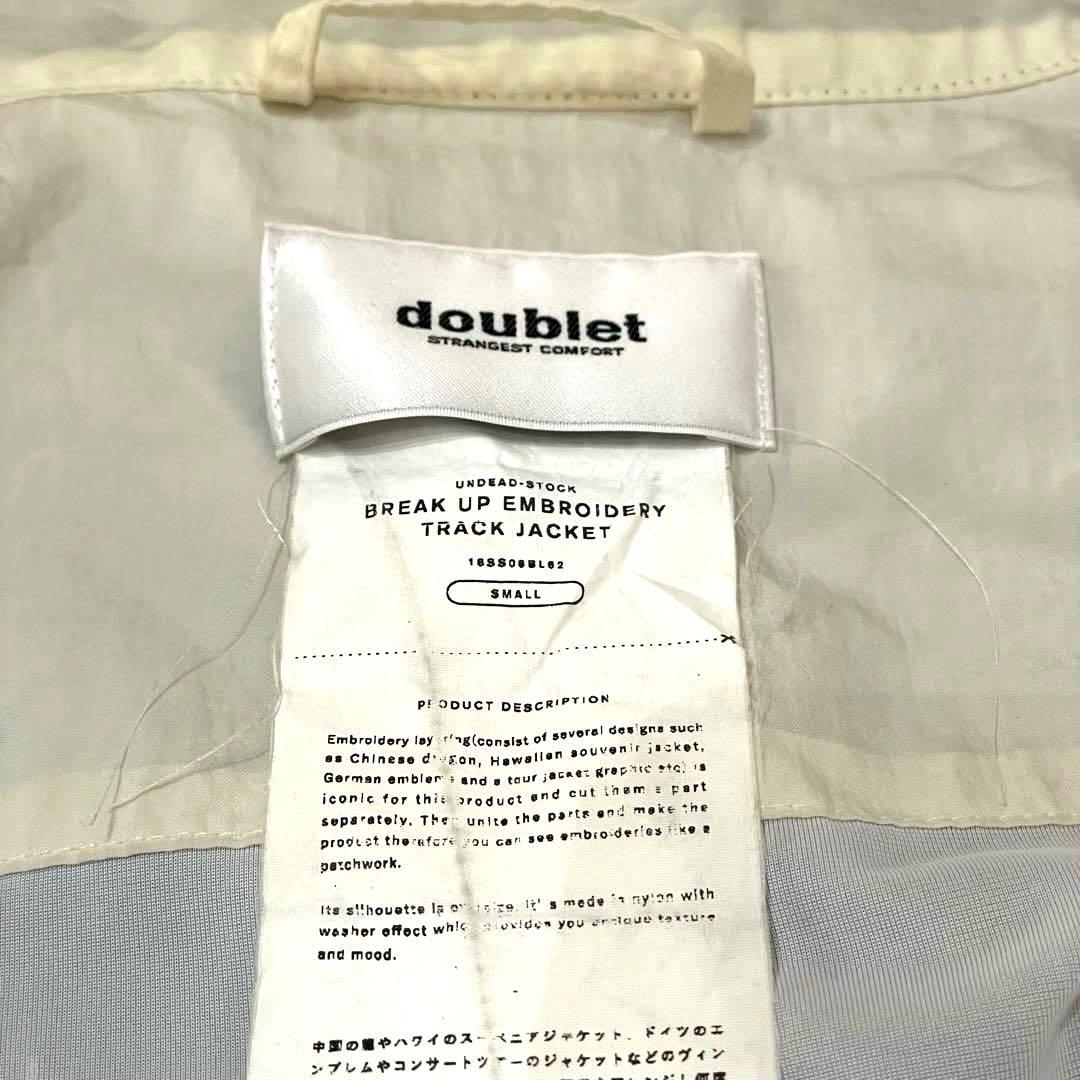 doublet
STRANGEST COMFORT
UNDEAD-STOCK
BREAK UP EMBROIDERY
TRACK JACKET
SMALL
PRODUCT DESCRIPTION
Embroidery layering(consist of several designs such
as Chinese dragon, Hawaiian souvenir jacket,
German emblem and a tour jacket graphic etc) is
iconic for this product and cut them a part
separately. Then unite the parts and make the
product therefore you can see embroideries like a
patchwork.
Its silhouette is oversize. it' s made in nylon with
washer effect which provides you antique texture
and mood.
中国の龍やハワイのスーベニアジャケット、ドイツのエ
ンブレムやコンサートツアーのジャケットなどのヴィン